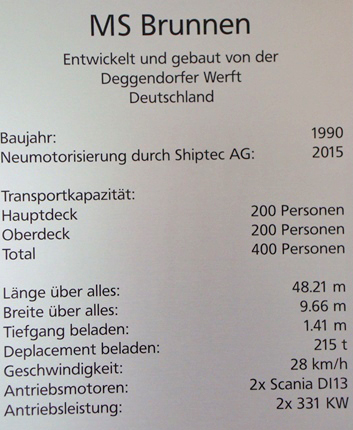 MS Brunnen
Entwickelt und gebaut von der
Deggendorfer Werft
Deutschland
Baujahr: 1990
Neumotorisierung durch Shiptec AG: 2015
Transportkapazität:
Hauptdeck 200 Personen
Oberdeck 200 Personen
Total 400 Personen
Länge über alles: 48.21 m
Breite über alles: 9.66 m
Tiefgang beladen: 1.41 m
Deplacement beladen: 215 t
Geschwindigkeit: 28 km/h
Antriebsmotoren: 2x Scania DI13
Antriebsleistung: 2x 331 KW